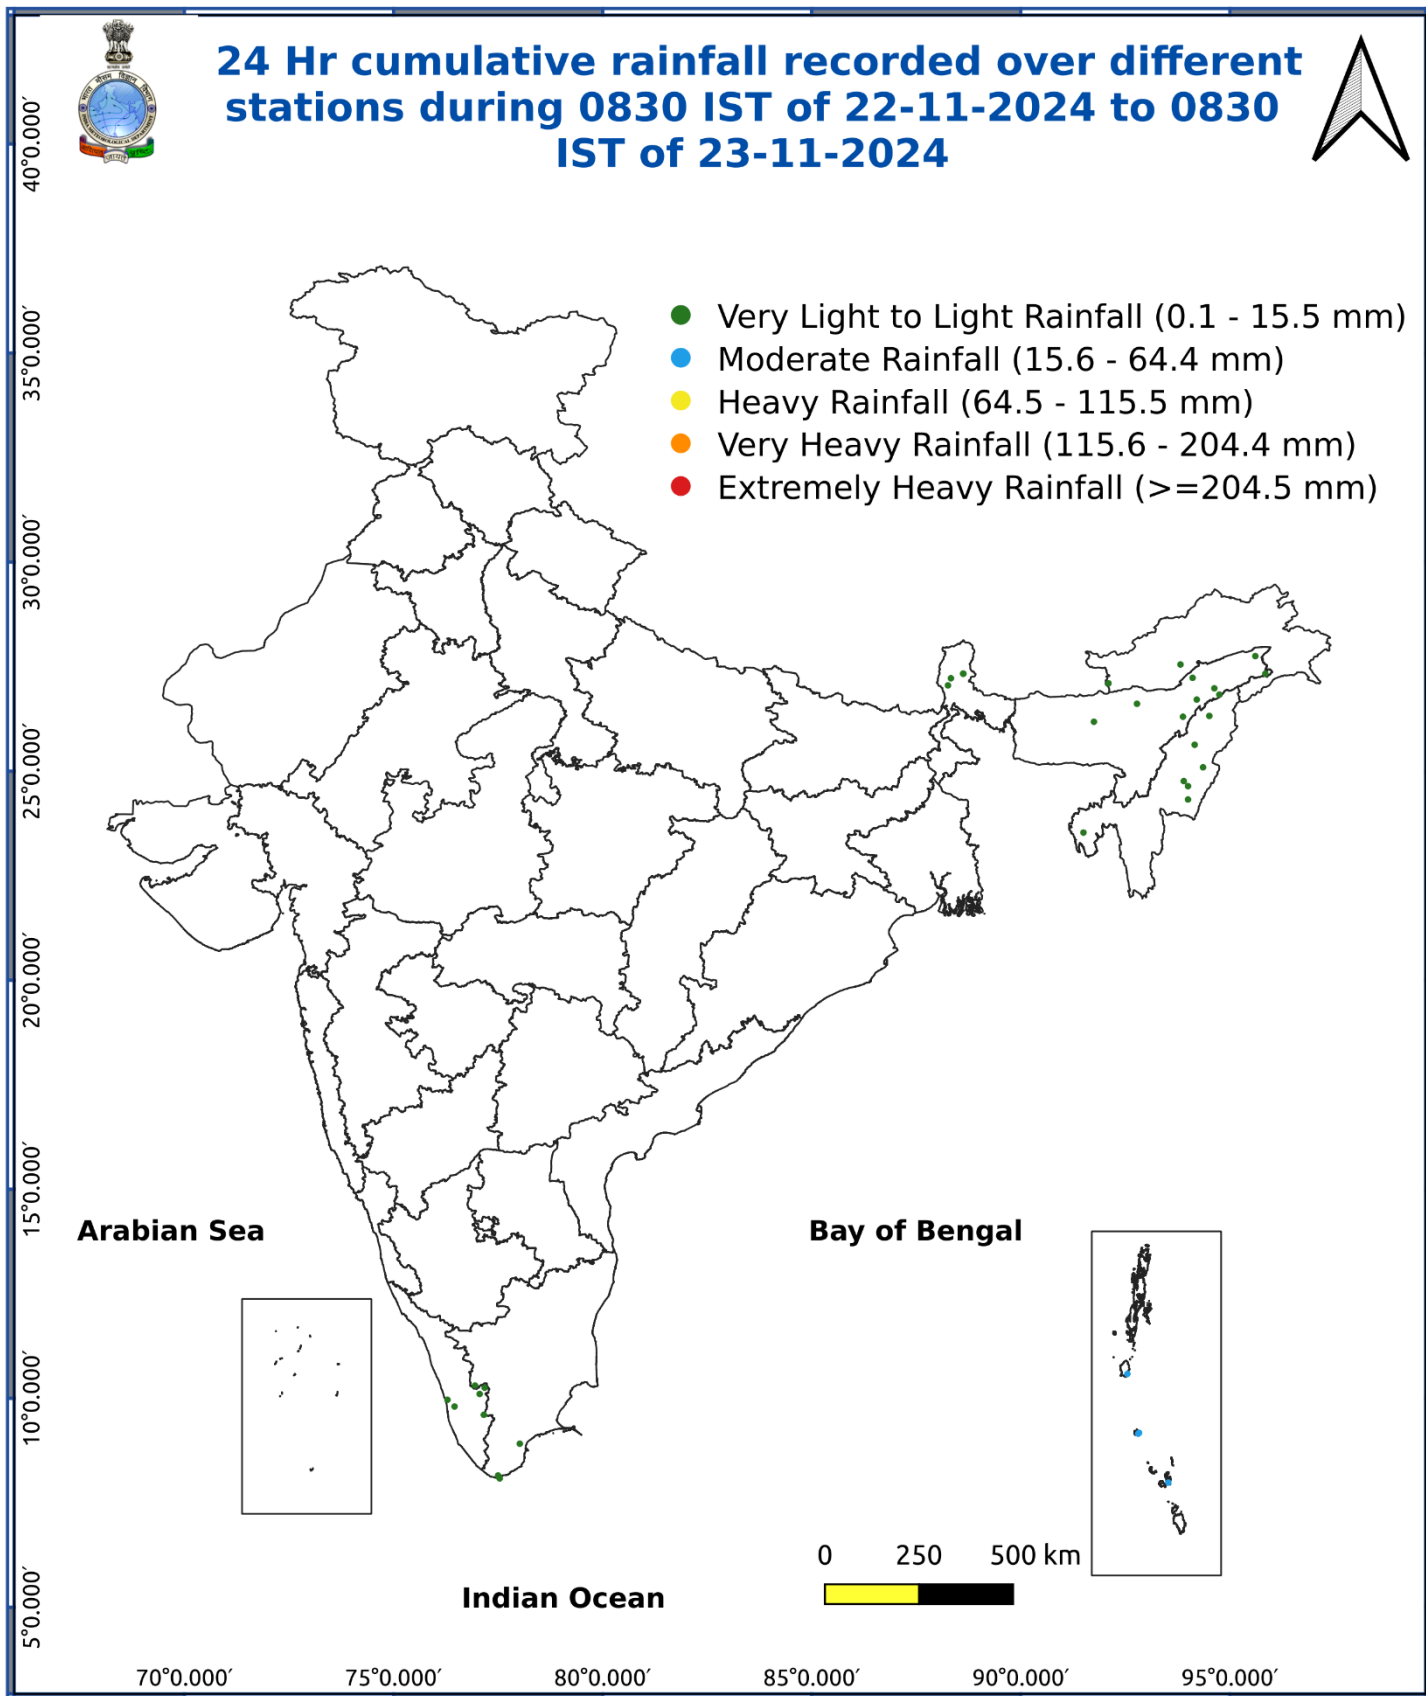 24 Hr cumulative rainfall recorded over different
stations during 0830 IST of 22-11-2024 to 0830
IST of 23-11-2024
Very Light to Light Rainfall (0.1 - 15.5 mm)
Moderate Rainfall (15.6 - 64.4 mm)
Heavy Rainfall (64.5 - 115.5 mm)
Very Heavy Rainfall (115.6 - 204.4 mm)
Extremely Heavy Rainfall (>=204.5 mm)
40°0.000′
35°0.000′
30°0.000′
25°0.000′
20°0.000′
15°0.000′
10°0.000′
5°0.000′
Arabian Sea
Bay of Bengal
0 250 500 km
Indian Ocean
70°0.000′ 75°0.000′ 80°0.000′ 85°0.000′ 90°0.000′ 95°0.000′